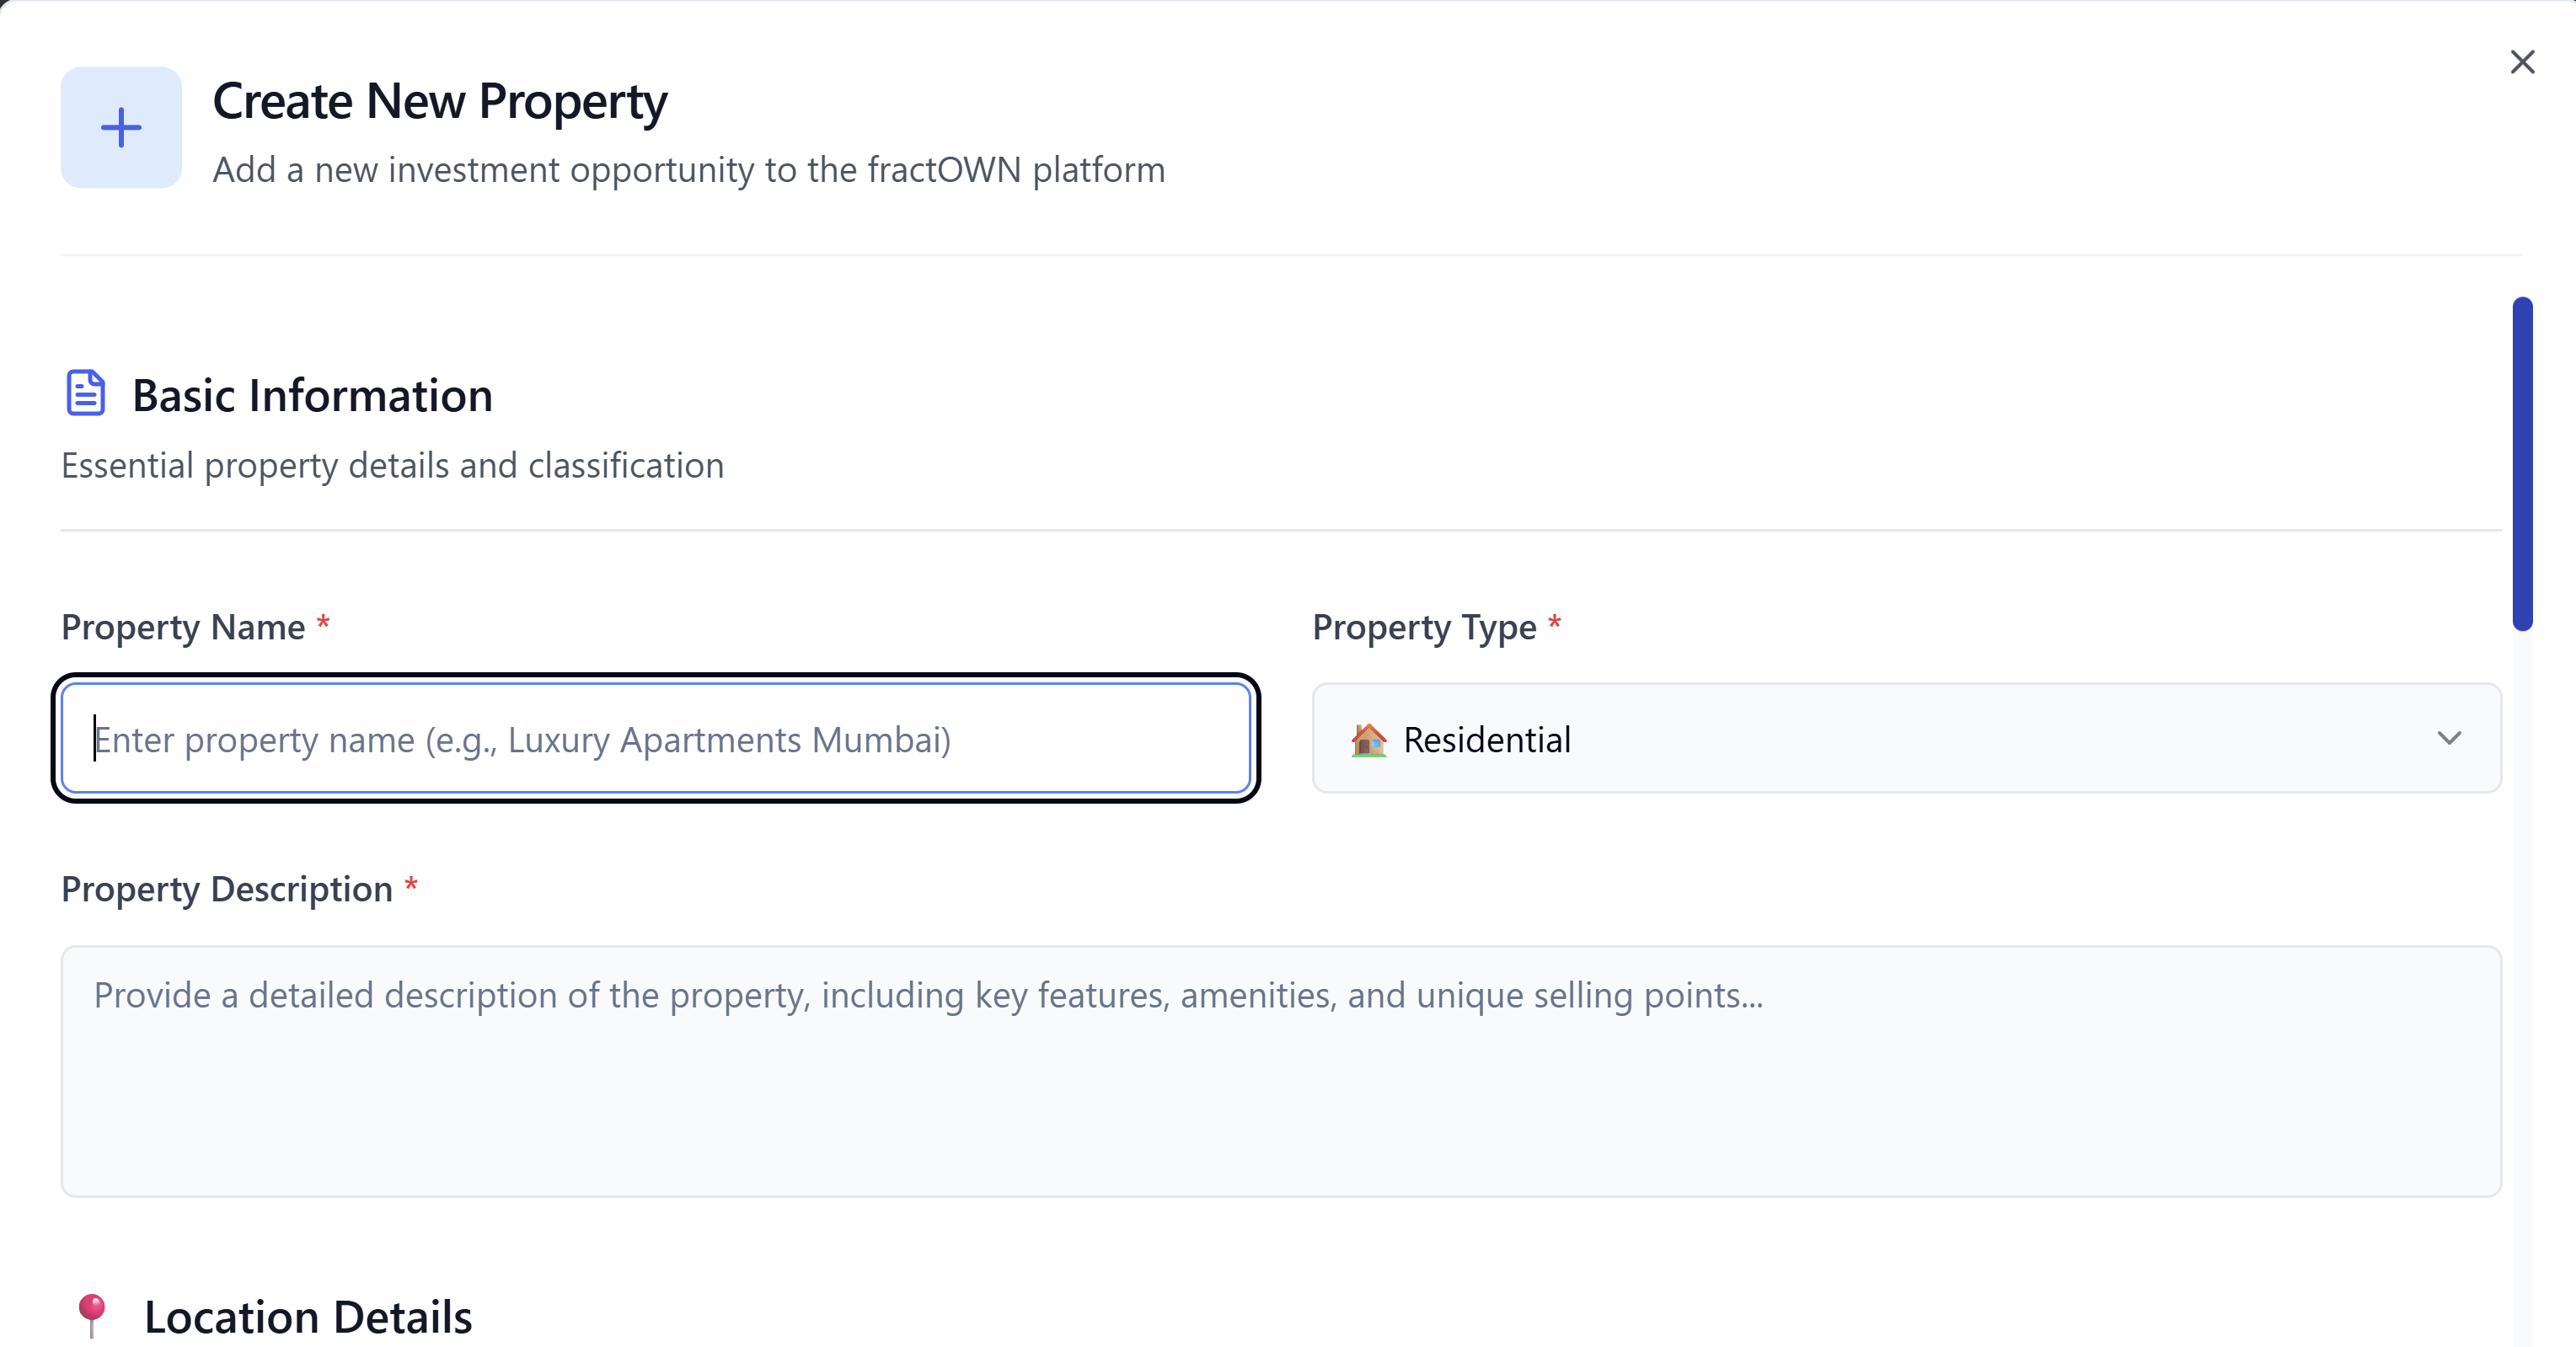 Create New Property
Add a new investment opportunity to the fractOWN platform
Basic Information
Essential property details and classification
Property Name *
Property Type *
Enter property name (e.g., Luxury Apartments Mumbai)
Residential
Property Description *
Provide a detailed description of the property, including key features, amenities, and unique selling points...
Location Details